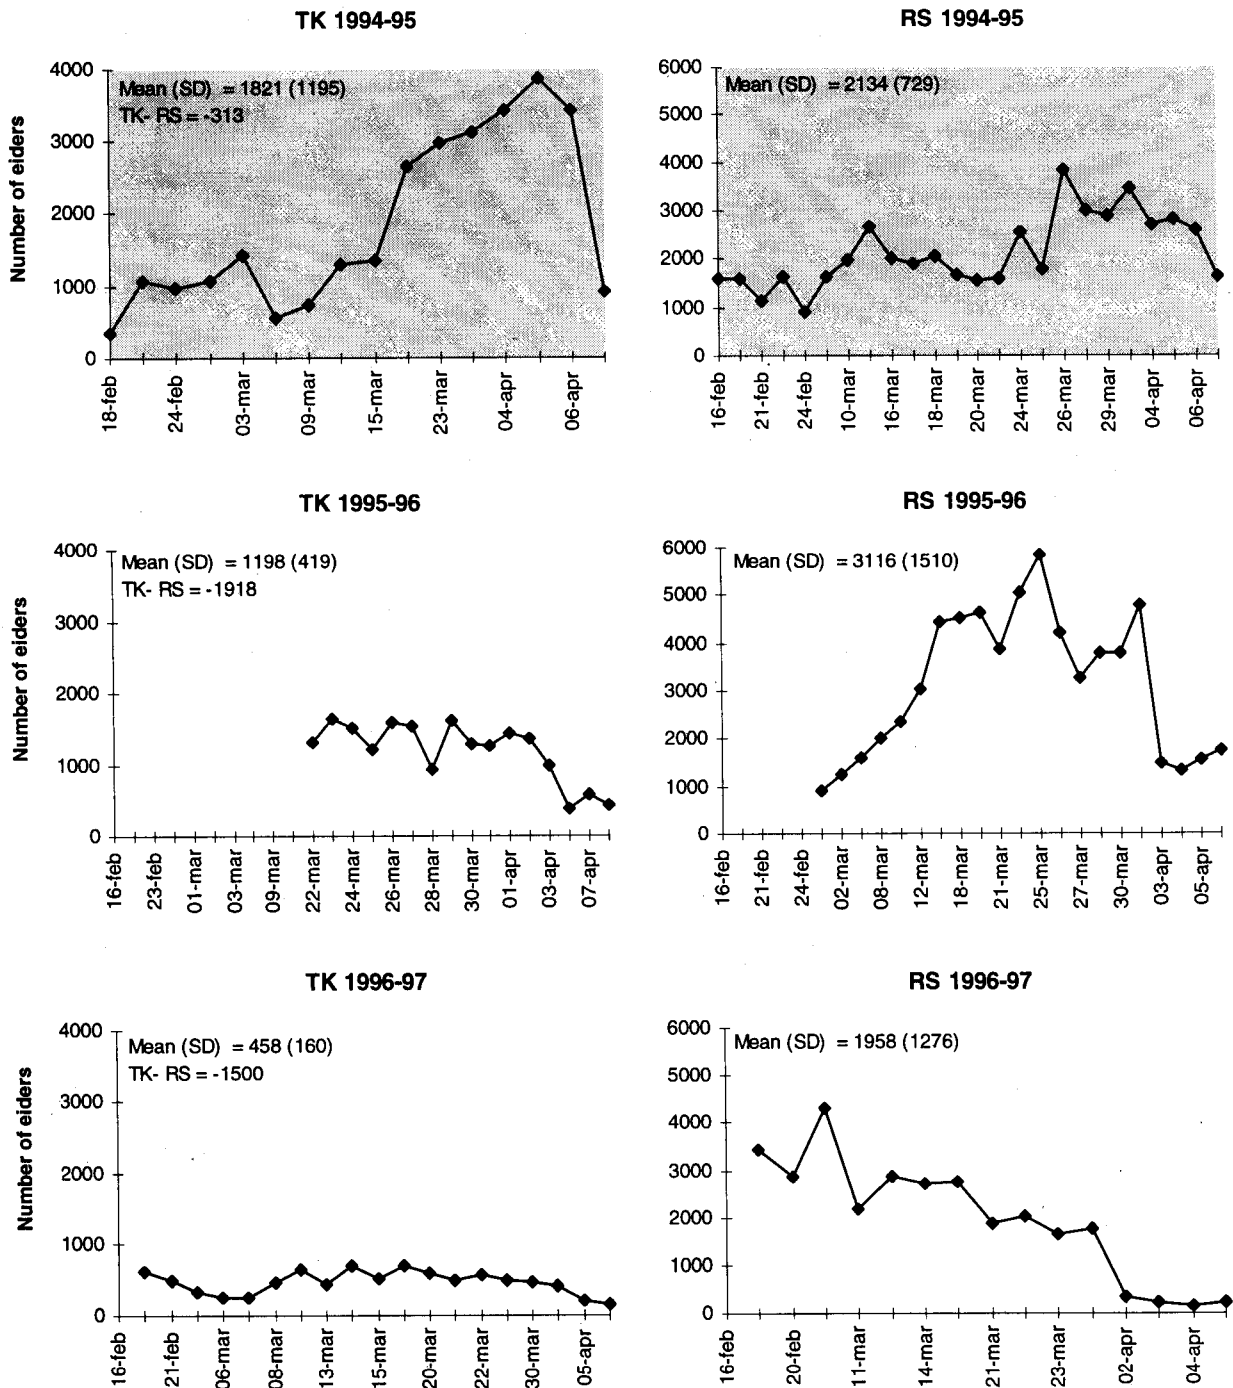 TK 1994-95
Number of eiders
4000
3000
2000
1000
0
Mean (SD) = 1821 (1195)
TK- RS = -313
18-feb
24-feb
03-mar
09-mar
15-mar
23-mar
04-apr
06-apr
RS 1994-95
6000
5000
4000
3000
2000
1000
0
Mean (SD) = 2134 (729)
16-feb
21-feb
24-feb
10-mar
16-mar
18-mar
20-mar
24-mar
26-mar
29-mar
04-apr
06-apr
TK 1995-96
Number of eiders
4000
3000
2000
1000
0
Mean (SD) = 1198 (419)
TK- RS = -1918
16-feb
23-feb
01-mar
03-mar
09-mar
22-mar
24-mar
26-mar
28-mar
30-mar
01-apr
03-apr
07-apr
RS 1995-96
6000
5000
4000
3000
2000
1000
0
Mean (SD) = 3116 (1510)
16-feb
21-feb
24-feb
02-mar
08-mar
12-mar
18-mar
21-mar
25-mar
27-mar
30-mar
03-apr
05-apr
TK 1996-97
Number of eiders
4000
3000
2000
1000
0
Mean (SD) = 458 (160)
TK- RS = -1500
16-feb
21-feb
06-mar
11-mar
13-mar
15-mar
20-mar
22-mar
30-mar
05-apr
RS 1996-97
6000
5000
4000
3000
2000
1000
0
Mean (SD) = 1958 (1276)
16-feb
20-feb
11-mar
14-mar
21-mar
23-mar
02-apr
04-apr